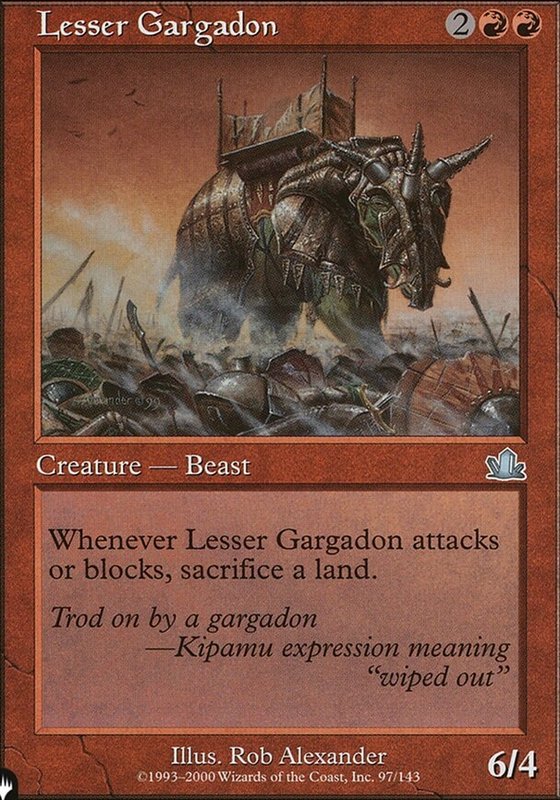 Lesser Gargadon 2
Creature — Beast
Whenever Lesser Gargadon attacks
or blocks, sacrifice a land.
Trod on by a gargadon
—Kipamu expression meaning
“wiped out”
Illus. Rob Alexander
©1993–2000 Wizards of the Coast, Inc. 97/143
6/4